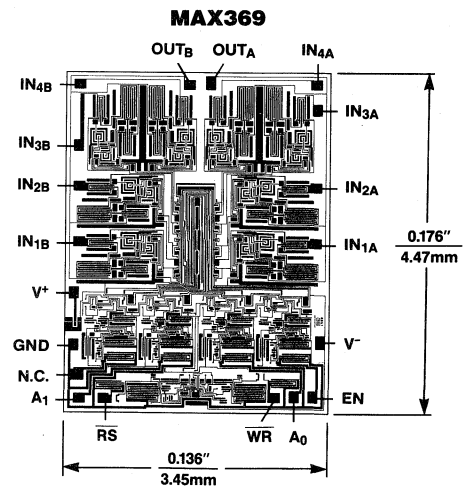 MAX369
OUTB OUTA
IN4B IN4A
IN3B IN3A
IN2B IN2A
IN1B IN1A
0.176″
4.47mm
V+
GND V−
N.C.
A1 RS WR A0 EN
0.136″
3.45mm